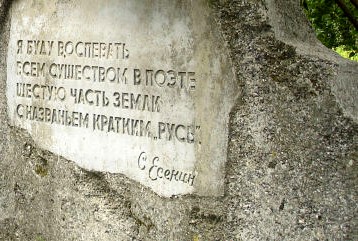 Я БУДУ ВОСПЕВАТЬ
ВСЕМ СУЩЕСТВОМ В ПОЭТЕ
ШЕСТУЮ ЧАСТЬ ЗЕМЛИ
С НАЗВАНЬЕМ КРАТКИМ „РУСЬ".
С Есенин